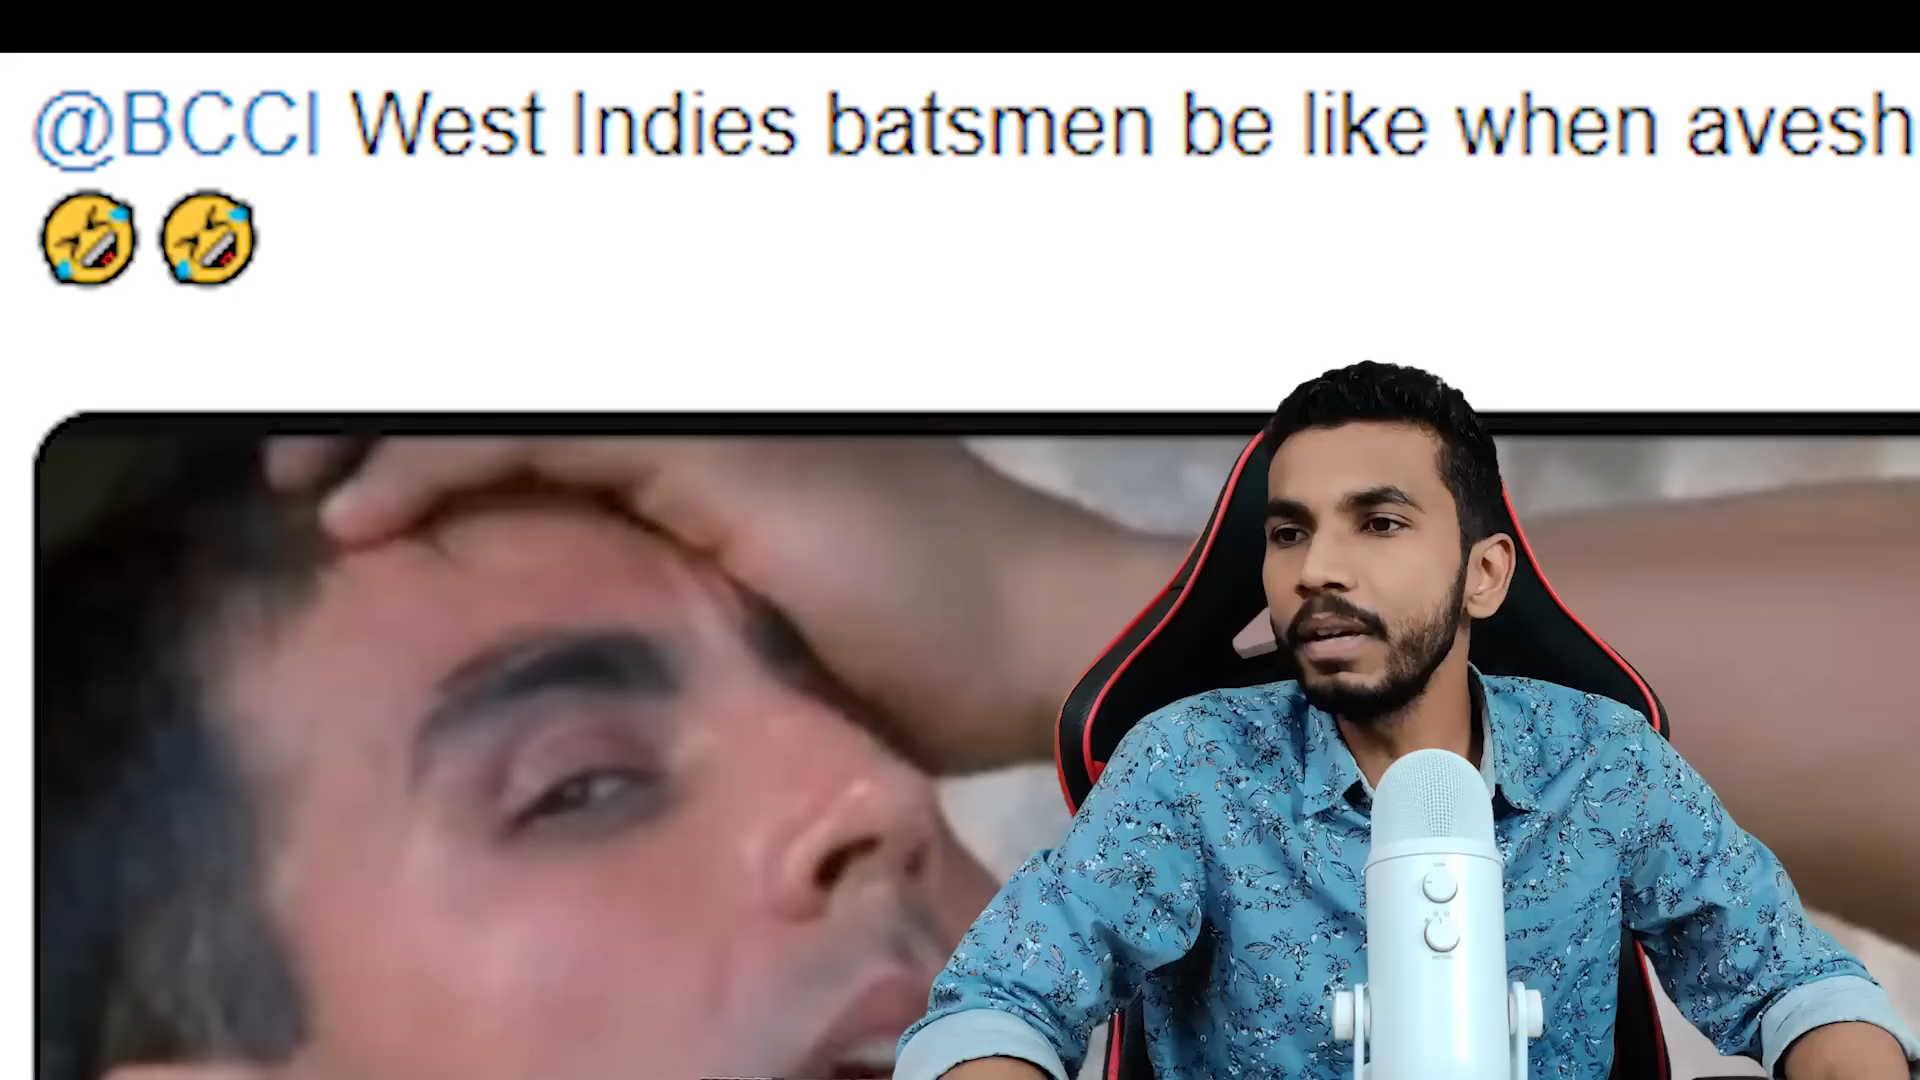 @BCCI West Indies batsmen be like when avesh
🤣 🤣